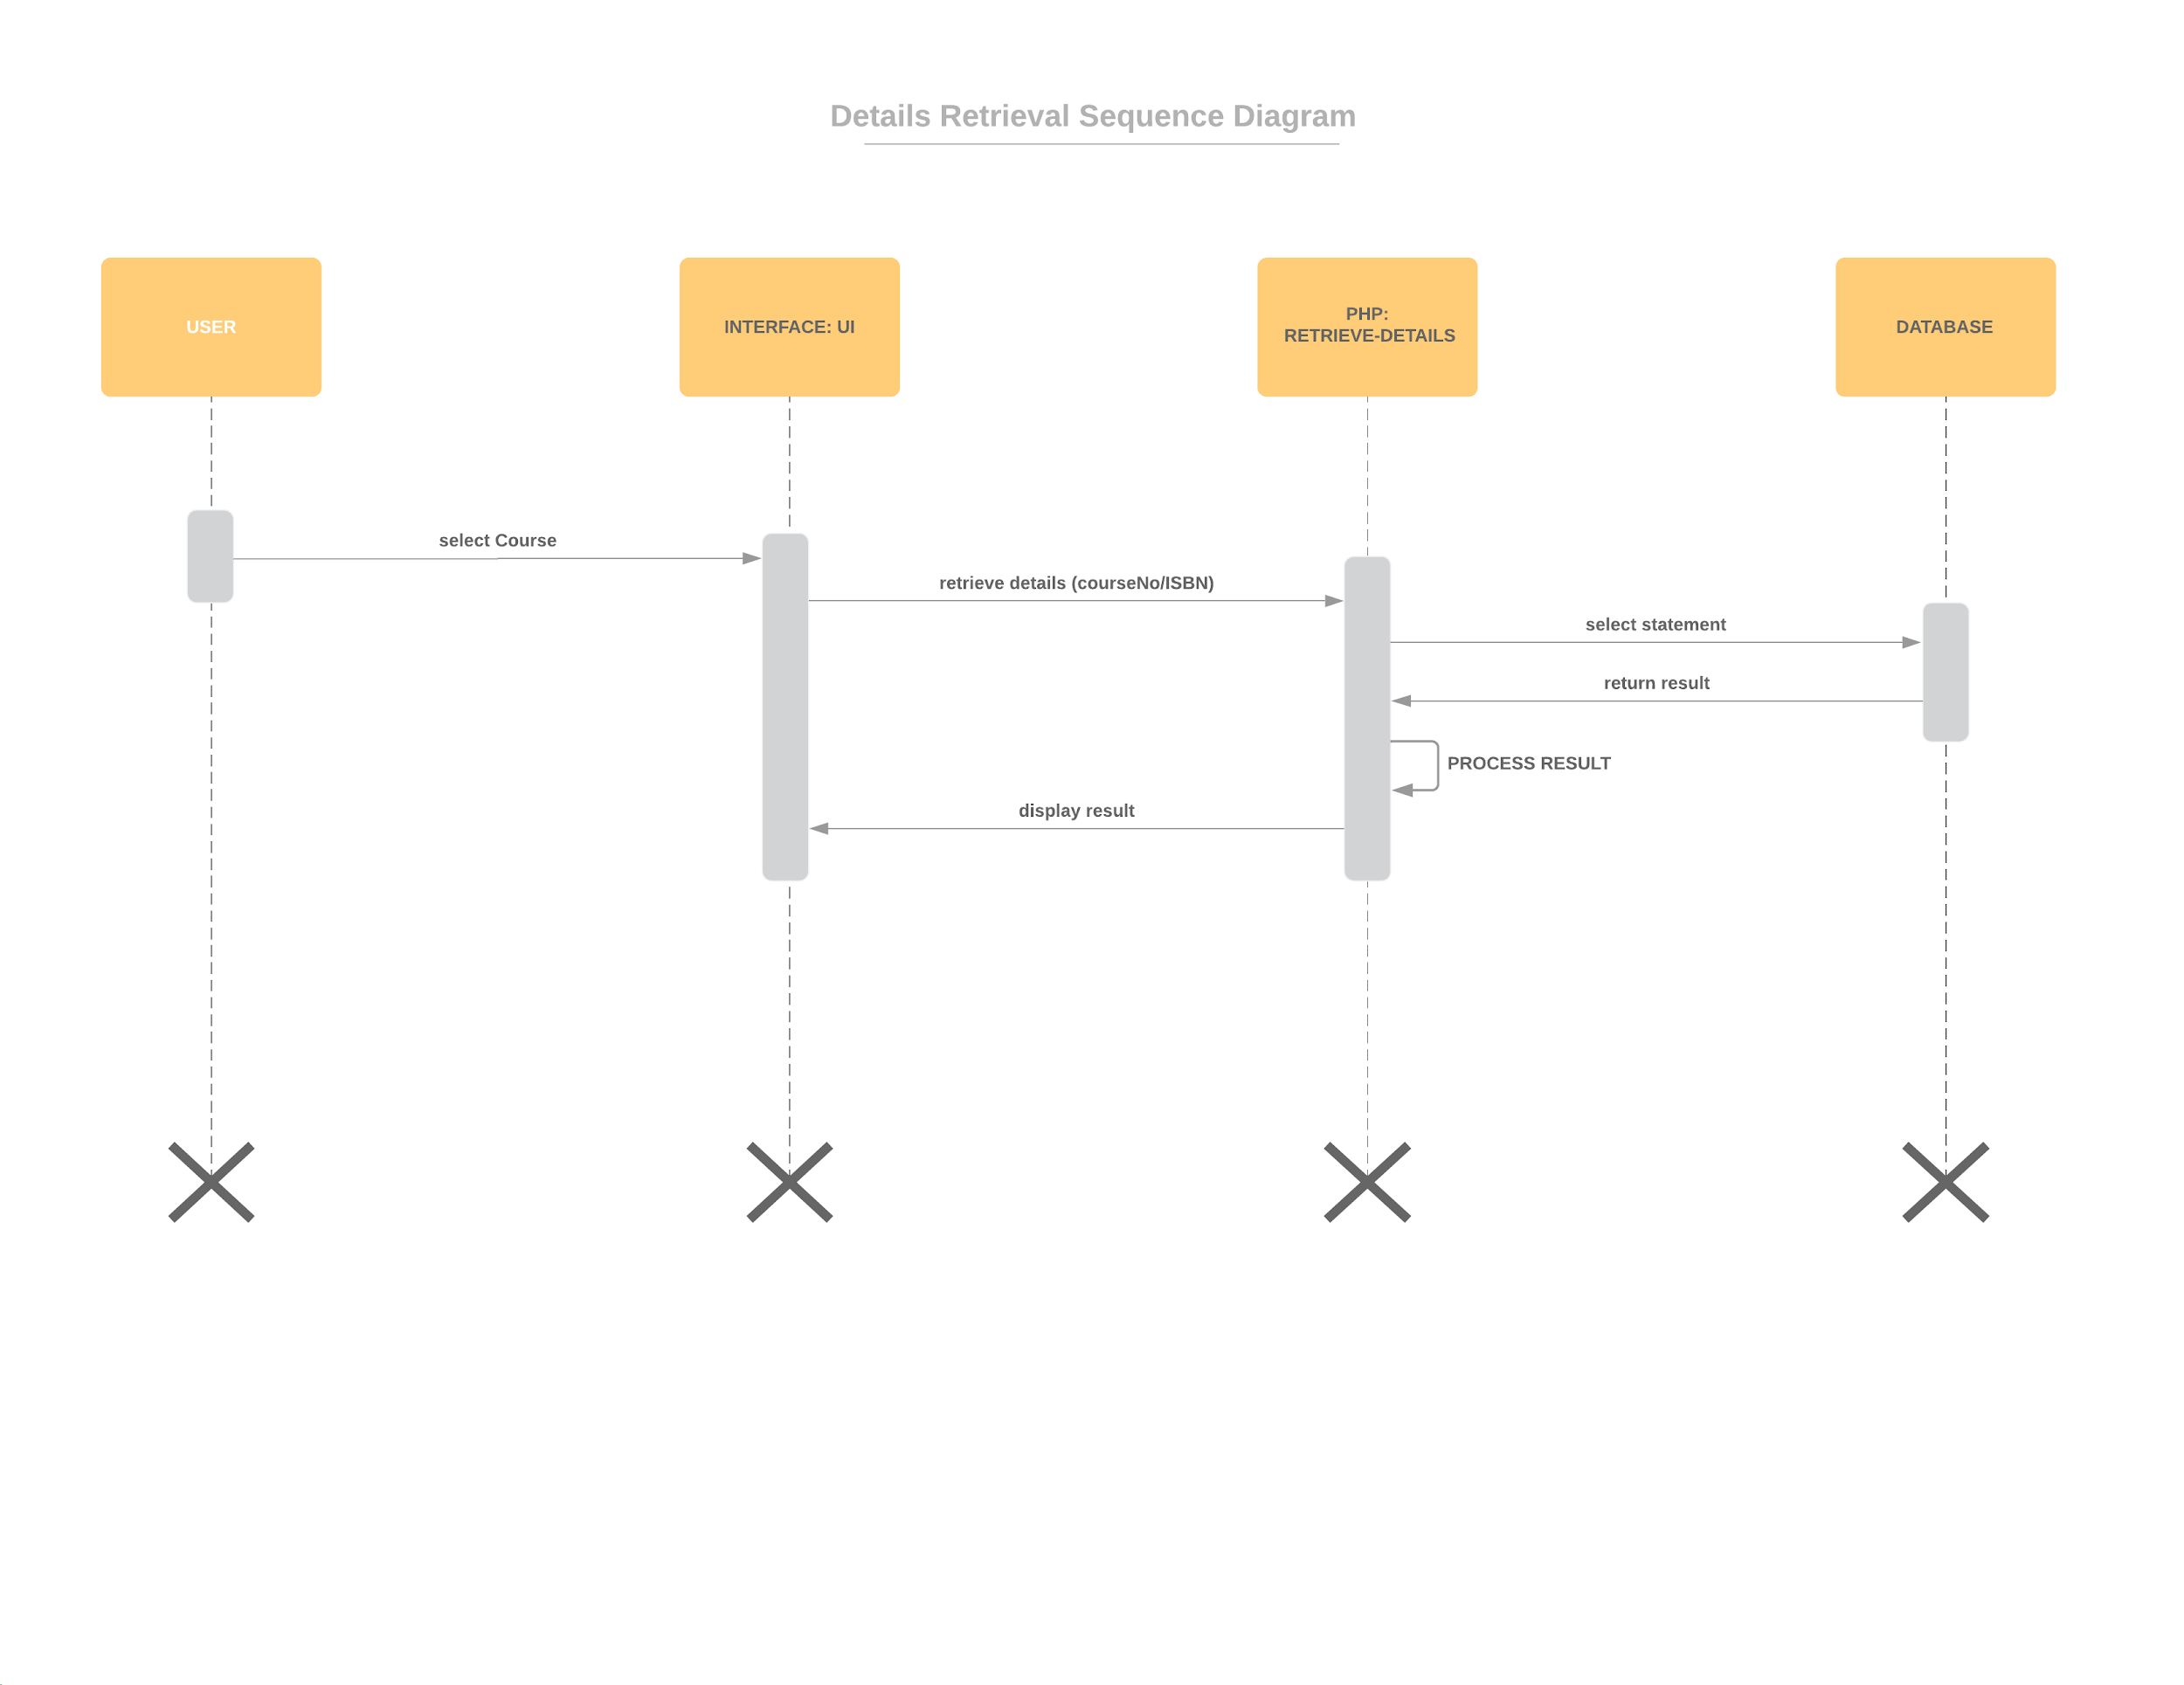 Details Retrieval Sequence Diagram
USER
INTERFACE: UI
PHP:
RETRIEVE-DETAILS
DATABASE
select Course
retrieve details (courseNo/ISBN)
select statement
return result
PROCESS RESULT
display result